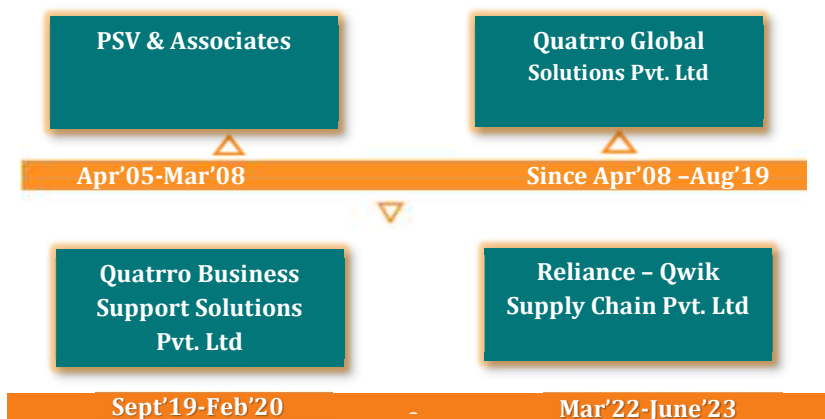 PSV & Associates
Quatrro Global
Solutions Pvt. Ltd
Apr’05-Mar’08
Since Apr’08 –Aug’19
Quatrro Business
Support Solutions
Pvt. Ltd
Reliance – Qwik
Supply Chain Pvt. Ltd
Sept’19-Feb’20
Mar’22-June’23